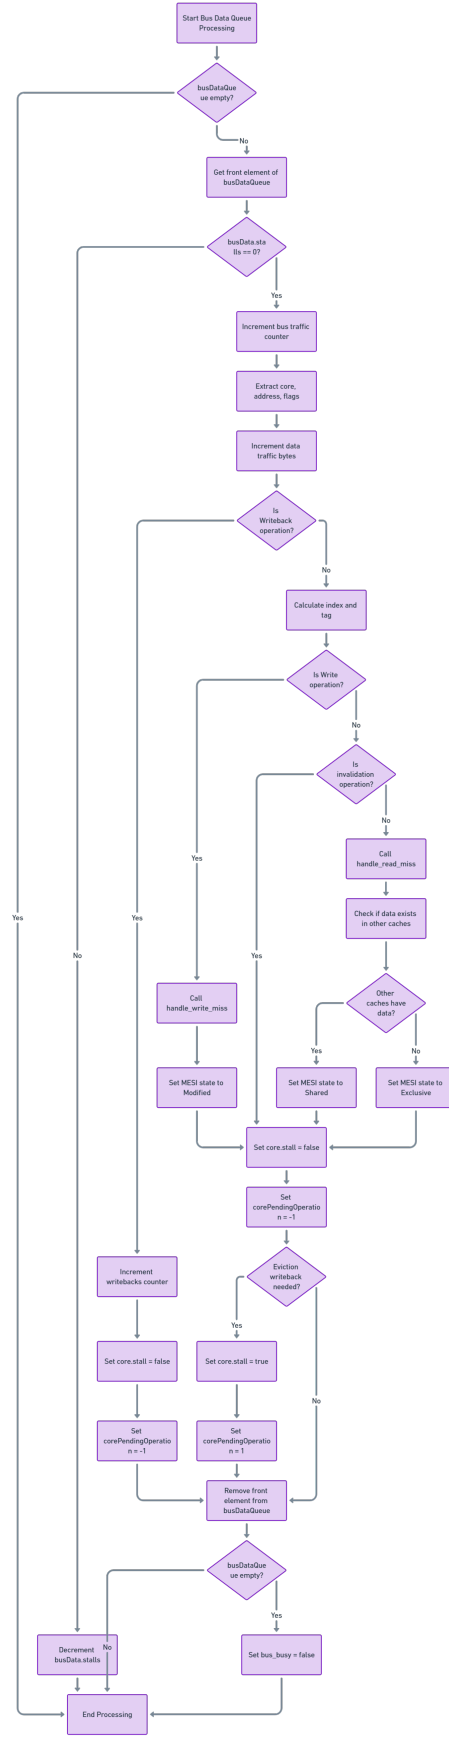 Start Bus Data Queue
Processing
busDataQue
ue empty?
No
Get front element of
busDataQueue
busData.sta
lls == 0?
Yes
Increment bus traffic
counter
Extract core,
address, flags
Increment data
traffic bytes
Is
Writeback
operation?
No
Calculate index and
tag
Is Write
operation?
No
Is
invalidation
operation?
No
Call
handle_read_miss
Yes
Check if data exists
in other caches
Yes
Yes
No
Yes
Call
handle_write_miss
Other
caches have
data?
Yes
No
Set MESI state to
Modified
Set MESI state to
Shared
Set MESI state to
Exclusive
Set core.stall = false
Set
corePendingOperatio
n = -1
Increment
writebacks counter
Eviction
writeback
needed?
Yes
Set core.stall = false
Set core.stall = true
No
Set
corePendingOperatio
n = -1
Set
corePendingOperatio
n = 1
Remove front
element from
busDataQueue
busDataQue
ue empty?
Yes
Decrement
busData.stalls
No
Set bus_busy = false
End Processing